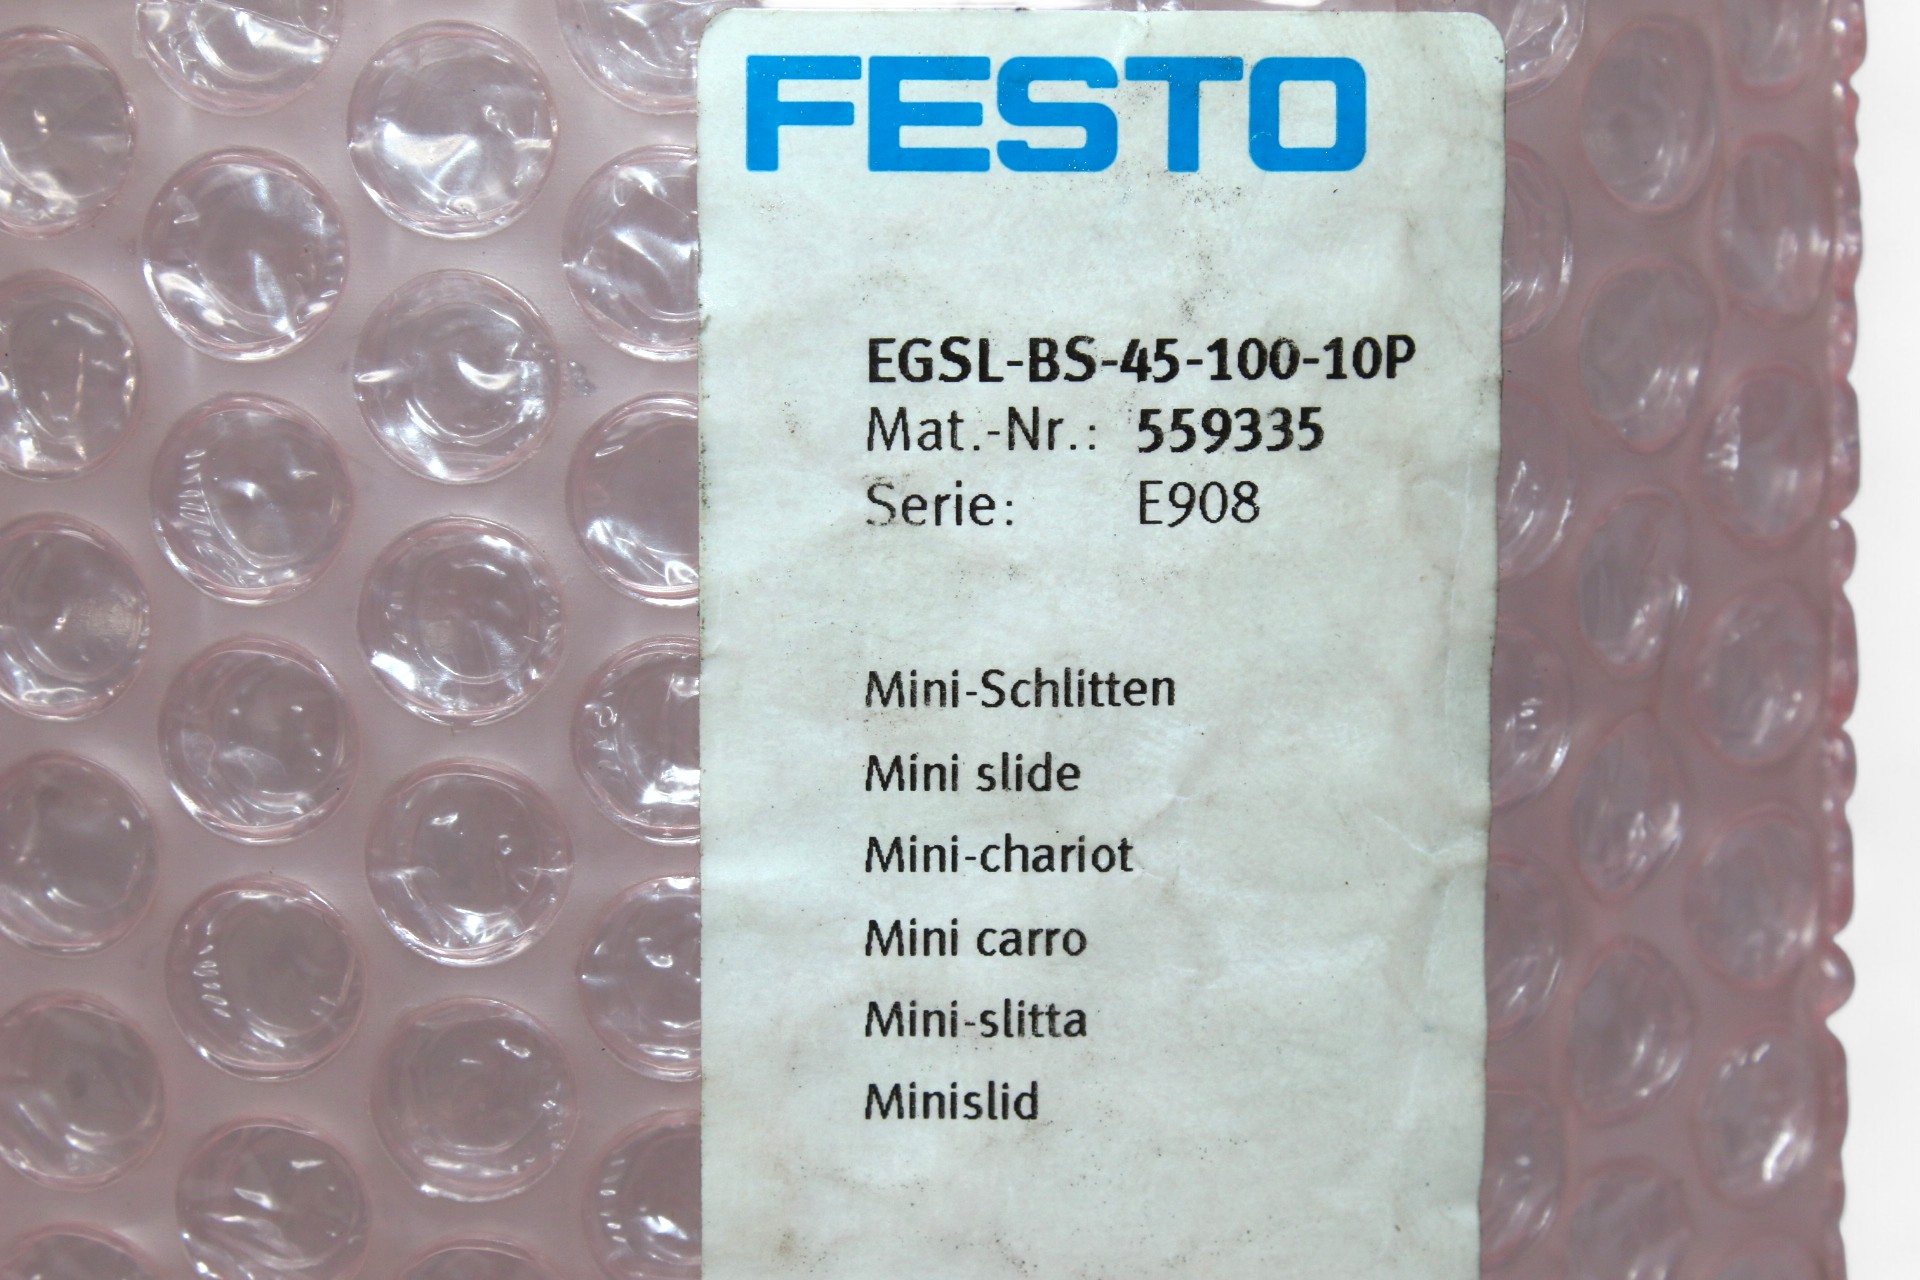 FESTO
EGSL-BS-45-100-10P
Mat.-Nr.: 559335
Serie: E908
Mini-Schlitten
Mini slide
Mini-chariot
Mini carro
Mini-slitta
Minislid